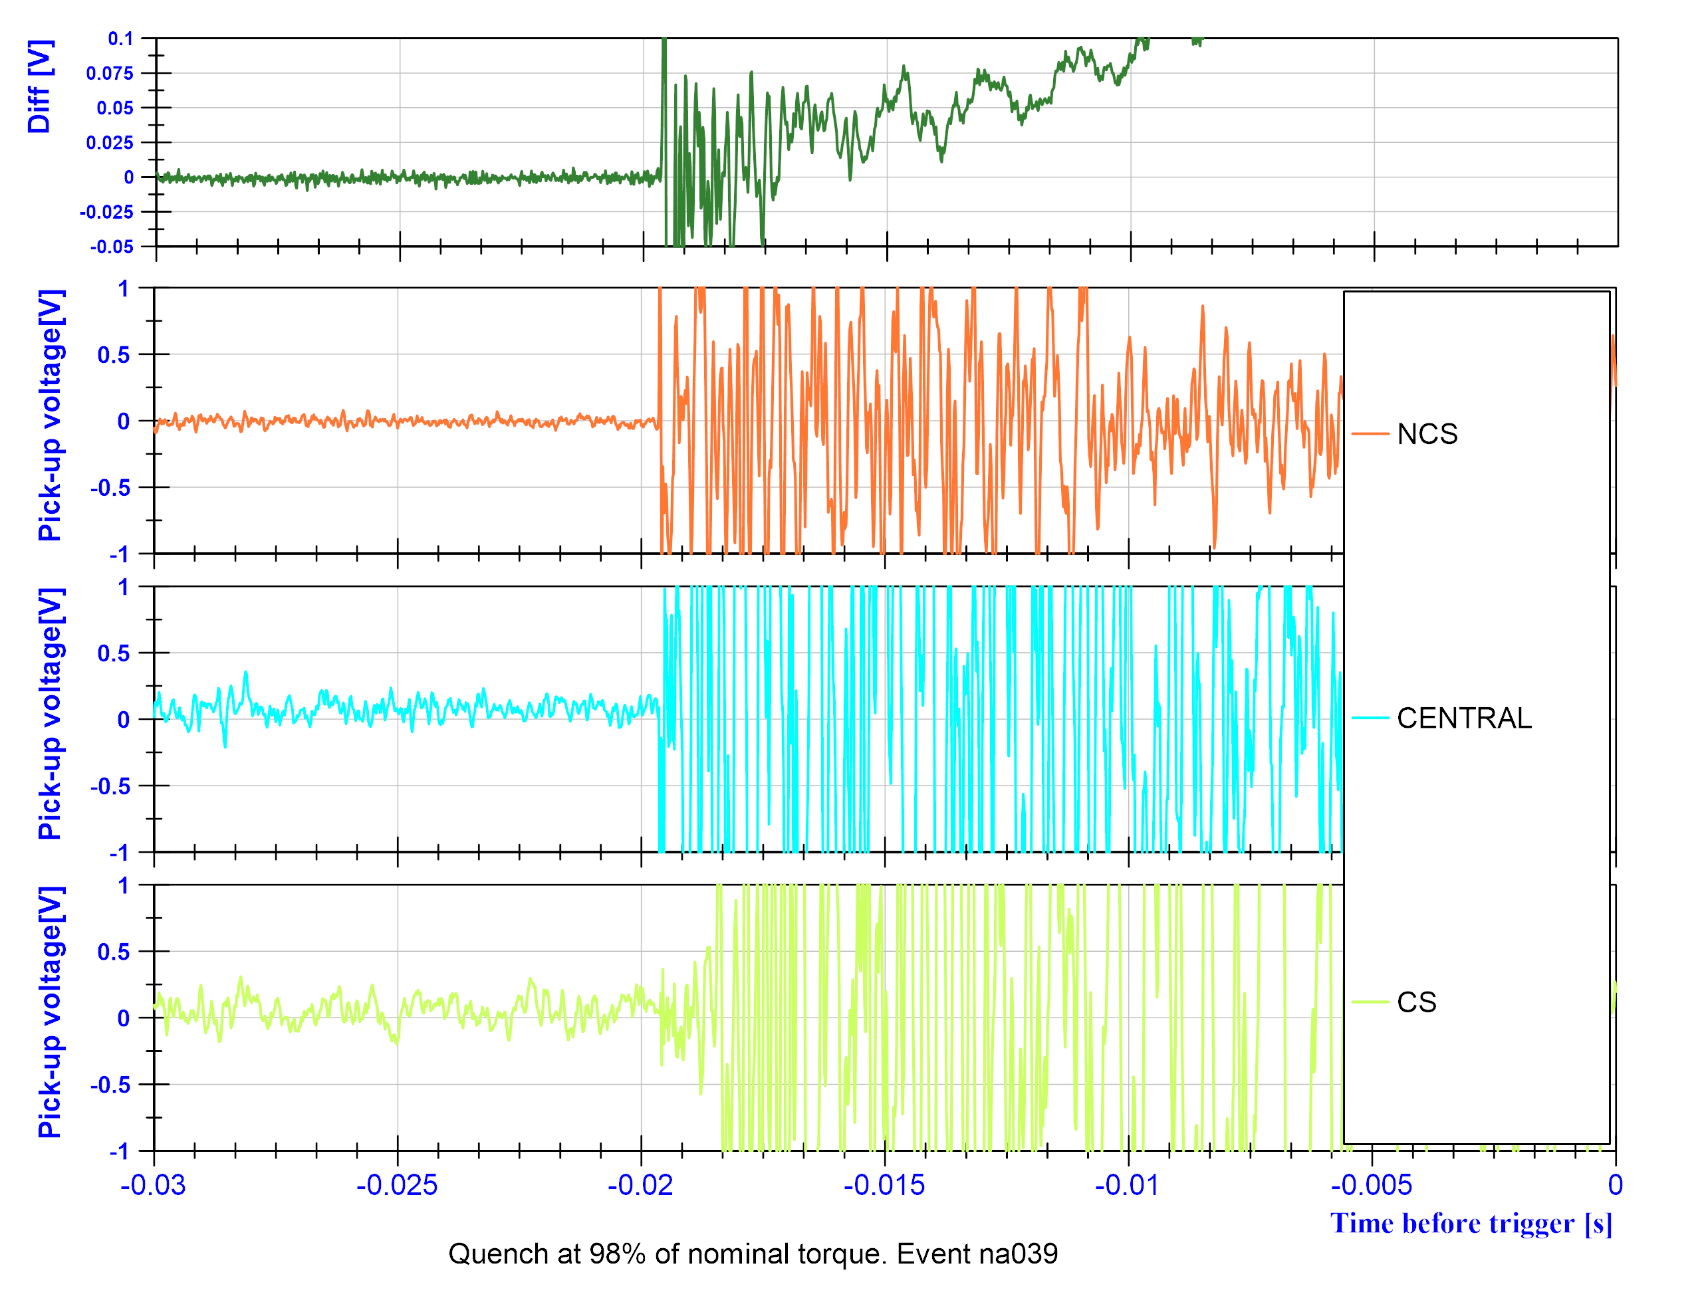 Diff [V]
0.1
0.075
0.05
0.025
0
-0.025
-0.05
Pick-up voltage[V]
1
0.5
0
-0.5
-1
NCS
Pick-up voltage[V]
1
0.5
0
-0.5
-1
CENTRAL
Pick-up voltage[V]
1
0.5
0
-0.5
-1
CS
-0.03 -0.025 -0.02 -0.015 -0.01 -0.005 0
Time before trigger [s]
Quench at 98% of nominal torque. Event na039